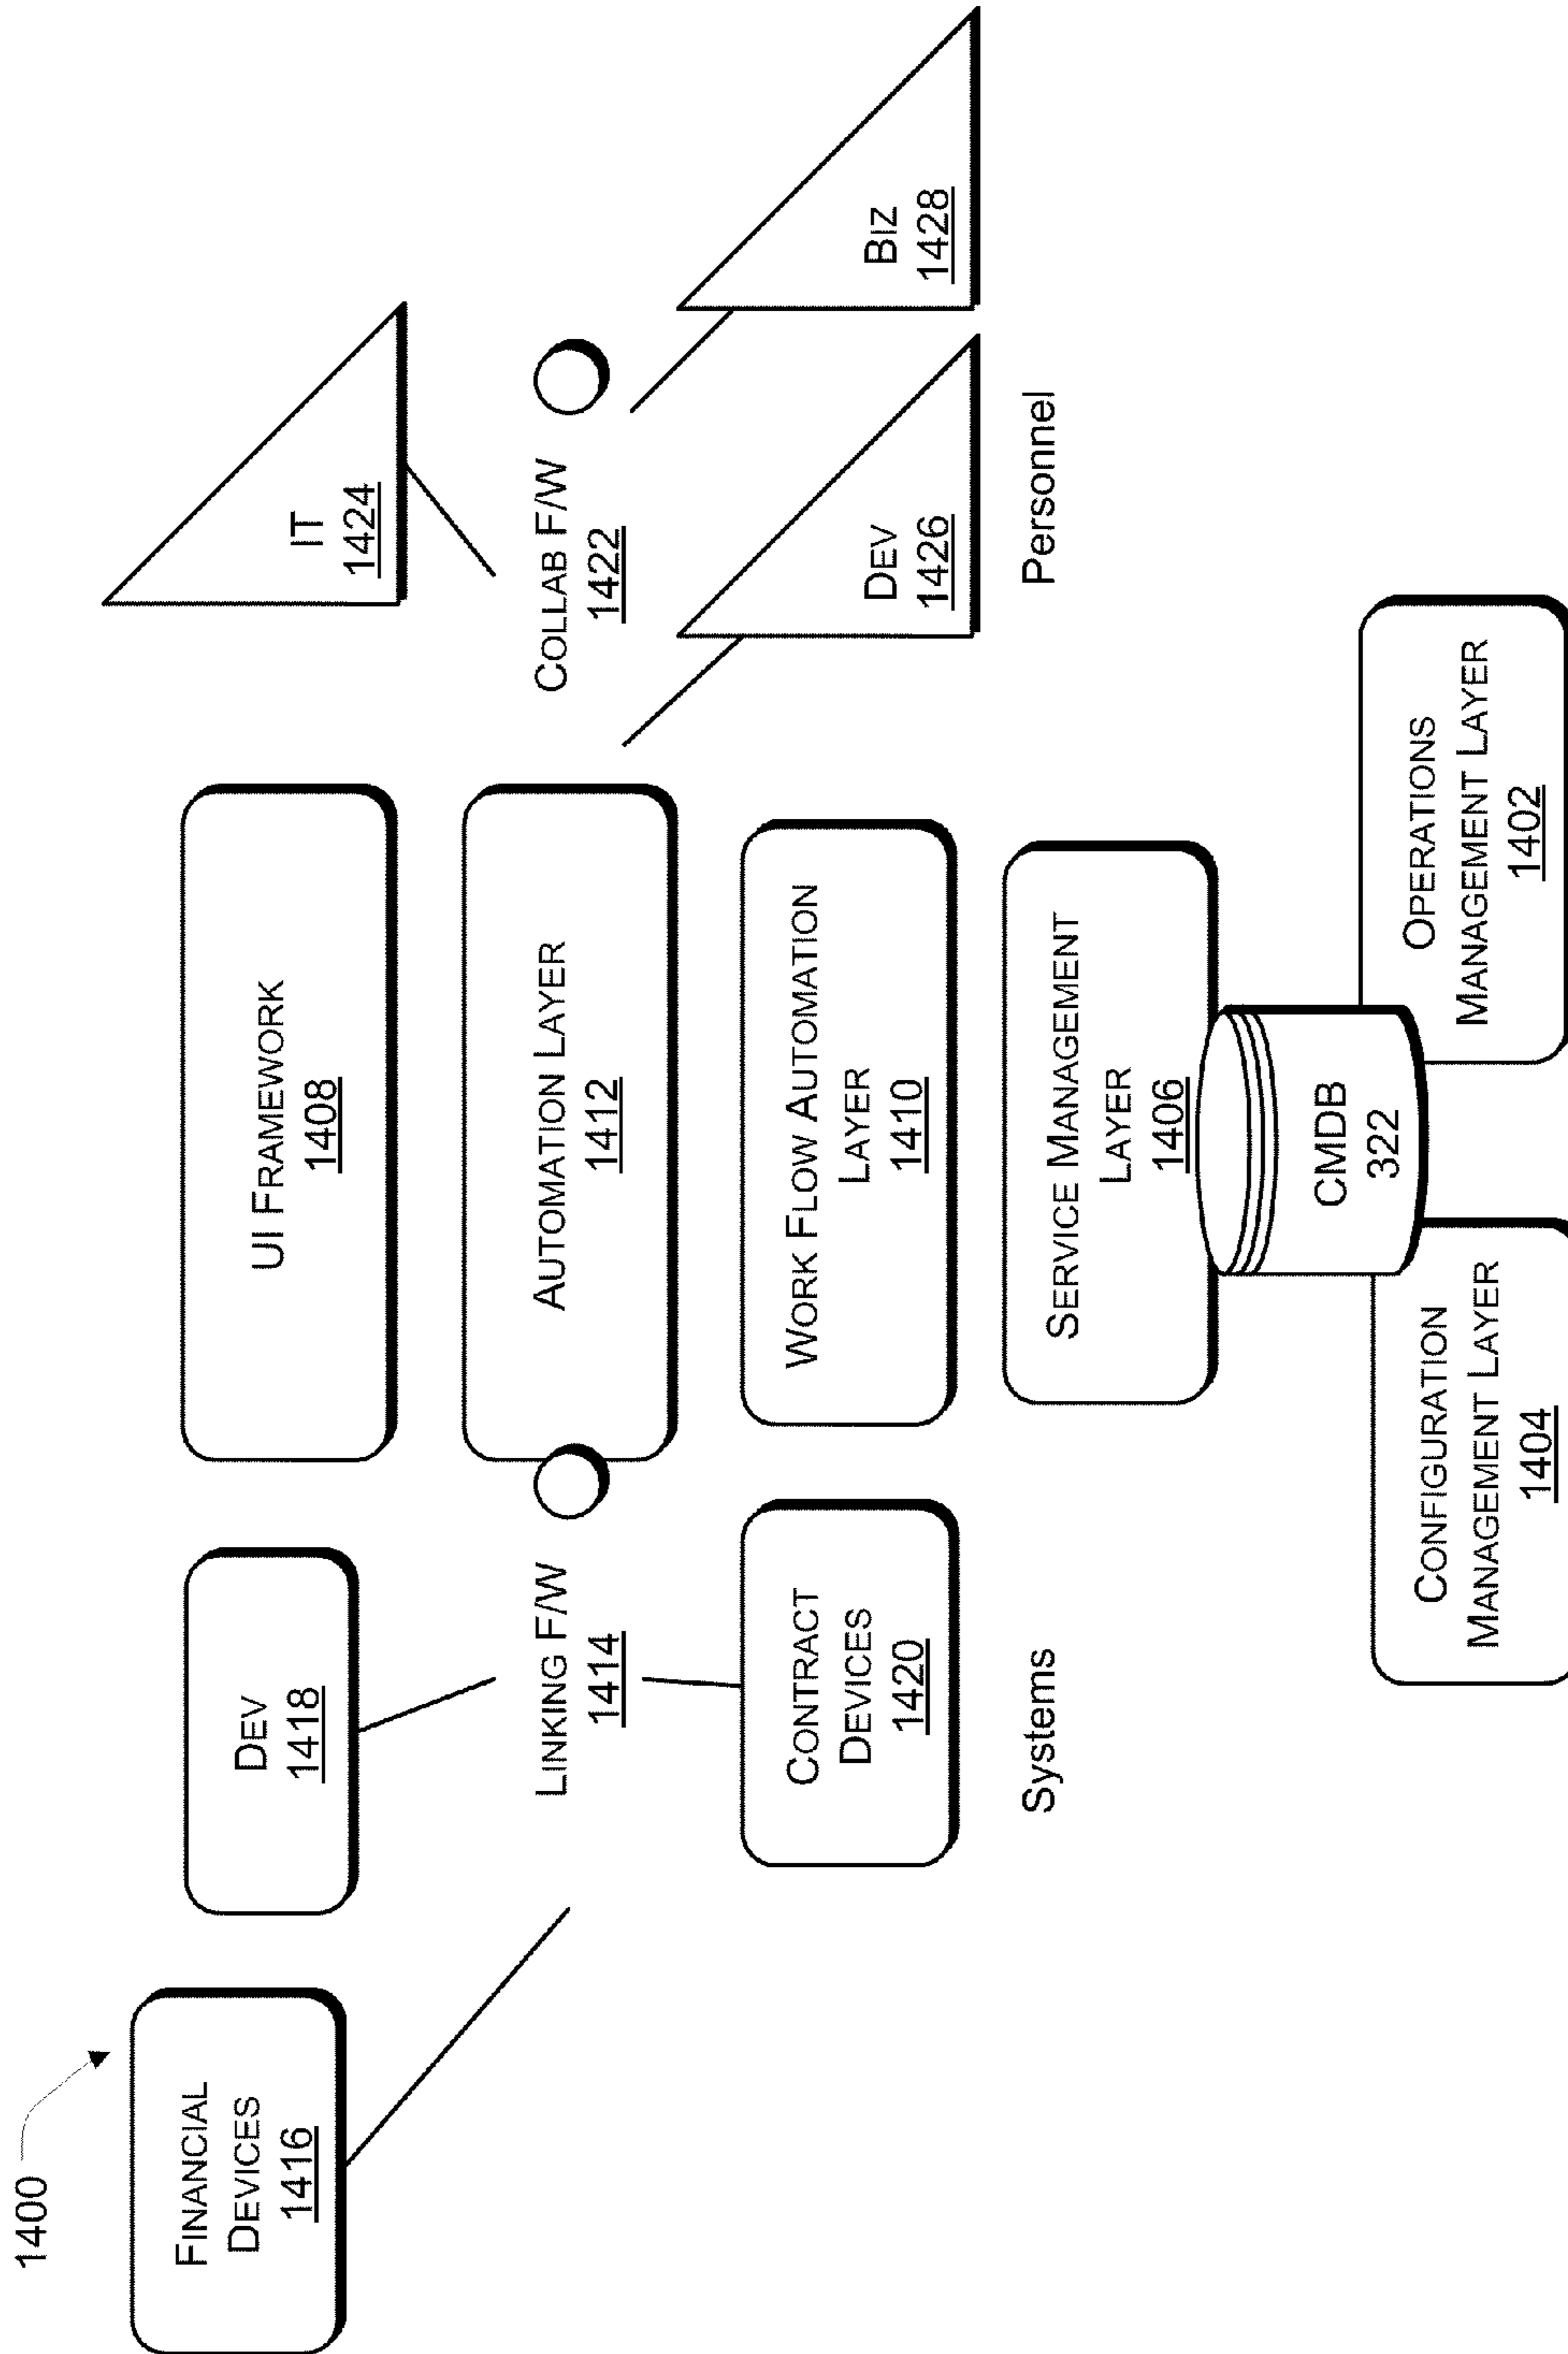 1400
FINANCIAL
DEVICES
1416
DEV
1418
UI FRAMEWORK
1408
IT
1424
LINKING F/W
1414
AUTOMATION LAYER
1412
COLLAB F/W
1422
CONTRACT
DEVICES
1420
WORK FLOW AUTOMATION
LAYER
1410
DEV
1426
BIZ
1428
Systems
Personnel
SERVICE MANAGEMENT
LAYER
1406
CMDB
322
CONFIGURATION
MANAGEMENT LAYER
1404
OPERATIONS
MANAGEMENT LAYER
1402